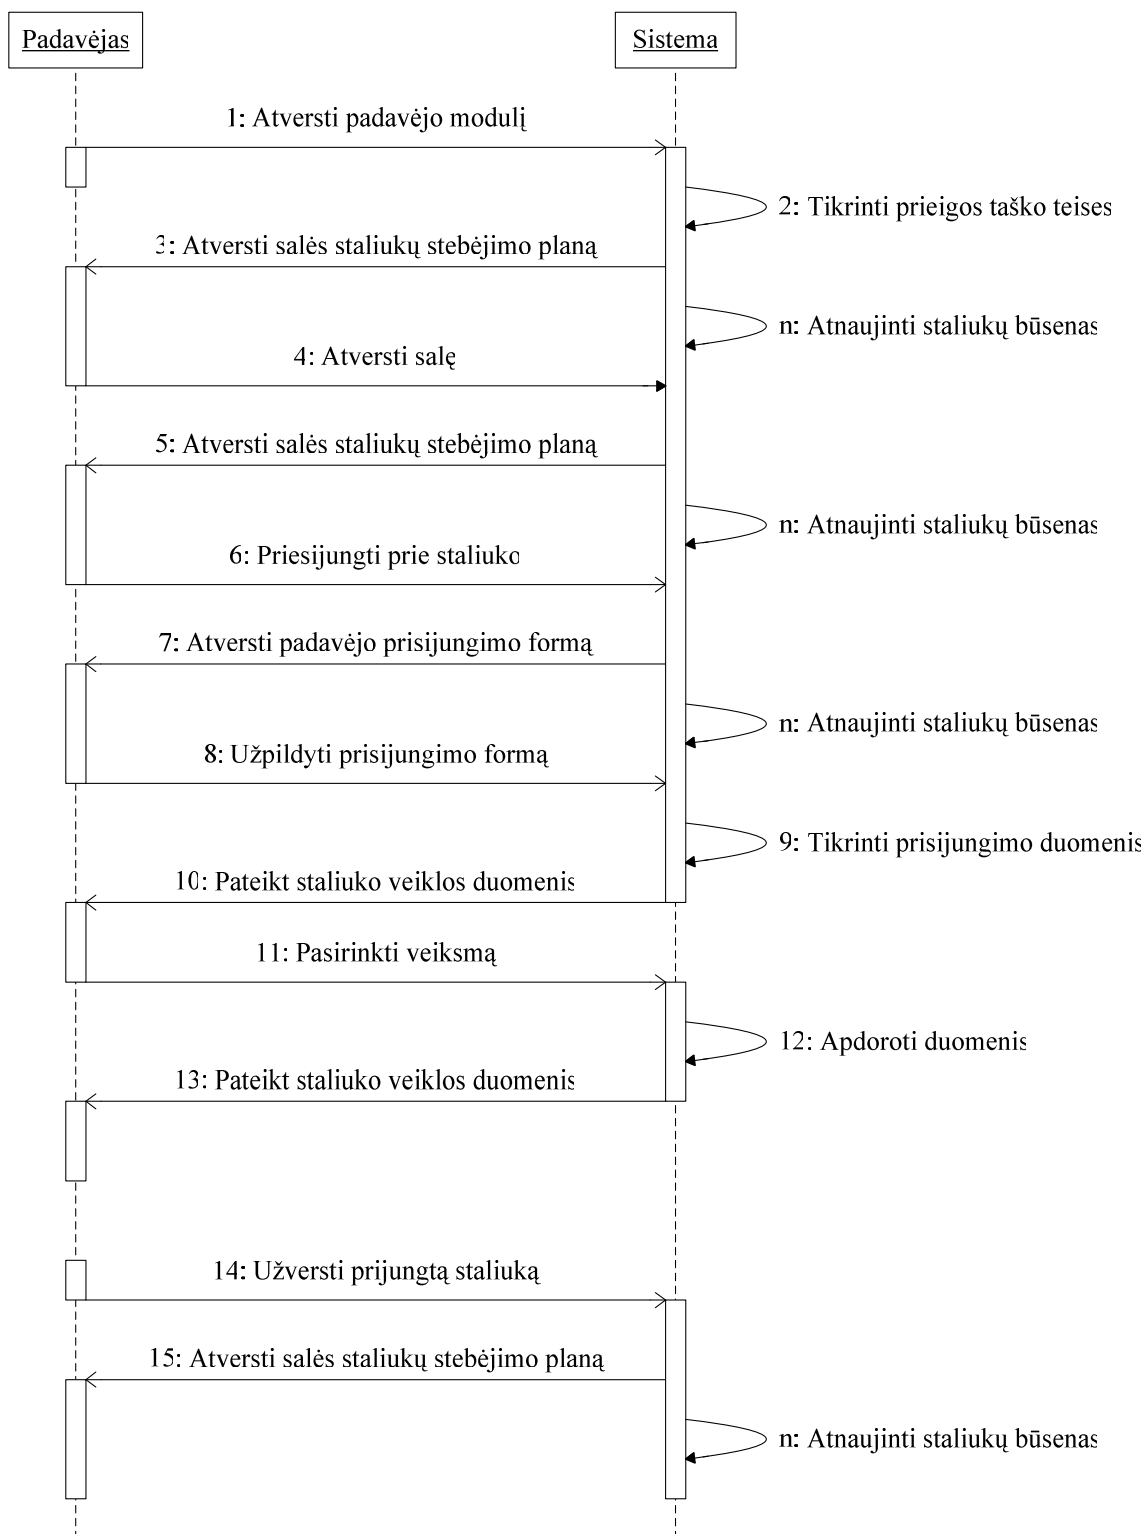 Padavėjas
Sistema
1: Atversti padavėjo modulį
2: Tikrinti prieigos taško teises
3: Atversti salės staliukų stebėjimo planą
n: Atnaujinti staliukų būsenas
4: Atversti salę
5: Atversti salės staliukų stebėjimo planą
n: Atnaujinti staliukų būsenas
6: Priesijungti prie staliuko
7: Atversti padavėjo prisijungimo formą
n: Atnaujinti staliukų būsenas
8: Užpildyti prisijungimo formą
9: Tikrinti prisijungimo duomenis
10: Pateikt staliuko veiklos duomenis
11: Pasirinkti veiksmą
12: Apdoroti duomenis
13: Pateikt staliuko veiklos duomenis
14: Užversti prijungtą staliuką
15: Atversti salės staliukų stebėjimo planą
n: Atnaujinti staliukų būsenas